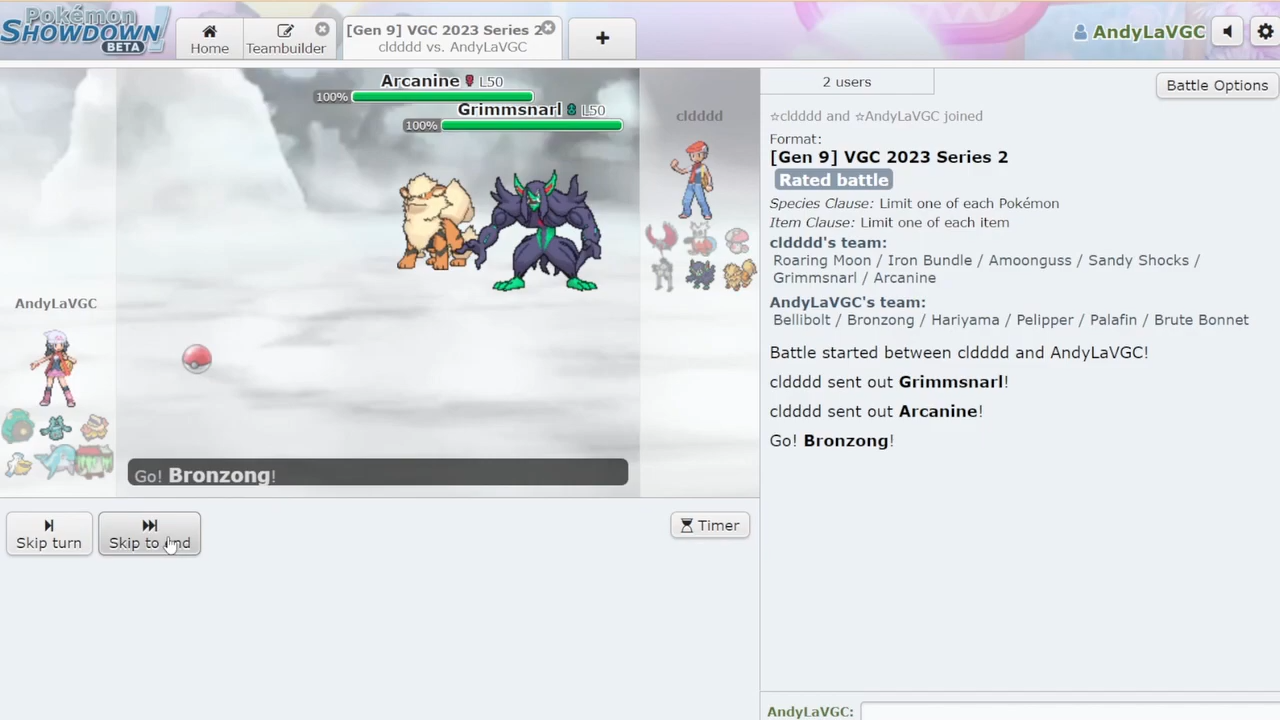 Pokémon
SHOWDOWN!
BETA
Home
Teambuilder
[Gen 9] VGC 2023 Series 2
cldddd vs. AndyLaVGC
+
AndyLaVGC
Arcanine L50
100%
Grimmsnarl L50
100%
cldddd
AndyLaVGC
Go! Bronzong!
Skip turn
Skip to end
Timer
2 users
Battle Options
☆cldddd and ☆AndyLaVGC joined
Format:
[Gen 9] VGC 2023 Series 2
Rated battle
Species Clause: Limit one of each Pokémon
Item Clause: Limit one of each item
cldddd's team:
Roaring Moon / Iron Bundle / Amoonguss / Sandy Shocks /
Grimmsnarl / Arcanine
AndyLaVGC's team:
Bellibolt / Bronzong / Hariyama / Pelipper / Palafin / Brute Bonnet
Battle started between cldddd and AndyLaVGC!
cldddd sent out Grimmsnarl!
cldddd sent out Arcanine!
Go! Bronzong!
AndyLaVGC: